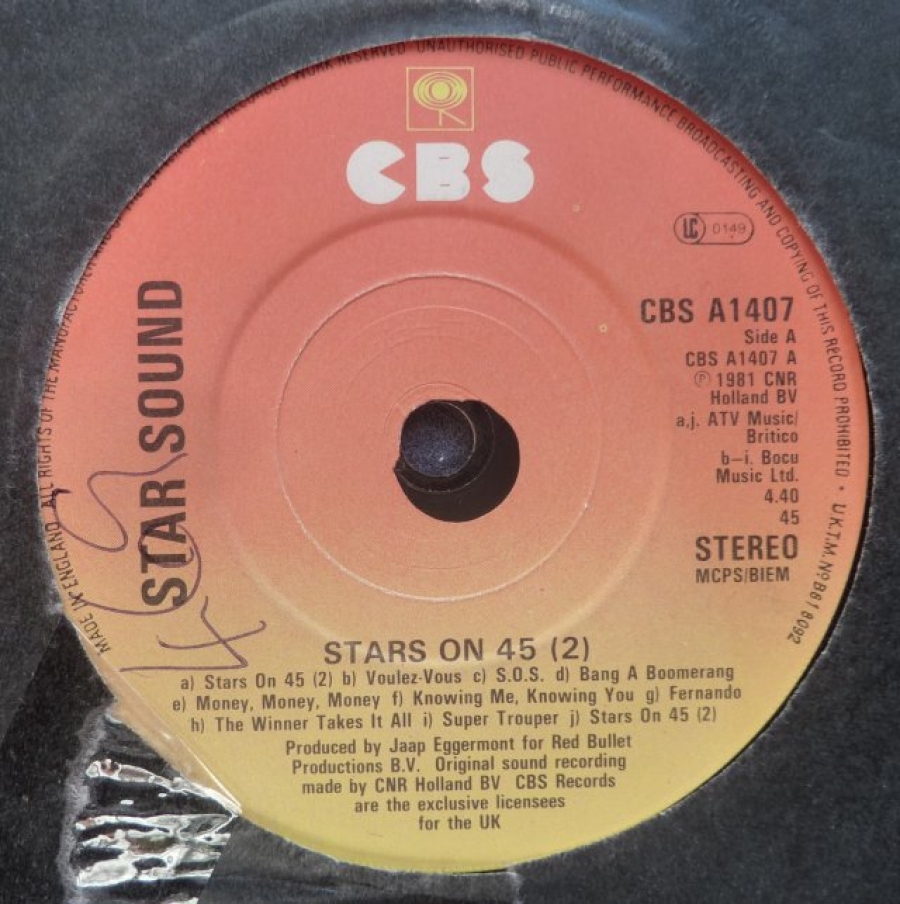 WORK RESERVED UNAUTHORISED PUBLIC PERFORMANCE BROADCASTING AND COPYING OF THIS RECORD PROHIBITED • U.K.T.M. Nº B618092
MADE IN ENGLAND ALL RIGHTS OF THE MANUFACTURER
CBS
LC 0149
STAR SOUND
CBS A1407
Side A
CBS A1407 A
℗ 1981 CNR
Holland BV
a,j. ATV Music/
Britico
b–i. Bocu
Music Ltd.
4.40
45
STEREO
MCPS/BIEM
STARS ON 45 (2)
a) Stars On 45 (2) b) Voulez-Vous c) S.O.S. d) Bang A Boomerang
e) Money, Money, Money f) Knowing Me, Knowing You g) Fernando
h) The Winner Takes It All i) Super Trouper j) Stars On 45 (2)
Produced by Jaap Eggermont for Red Bullet
Productions B.V. Original sound recording
made by CNR Holland BV CBS Records
are the exclusive licensees
for the UK